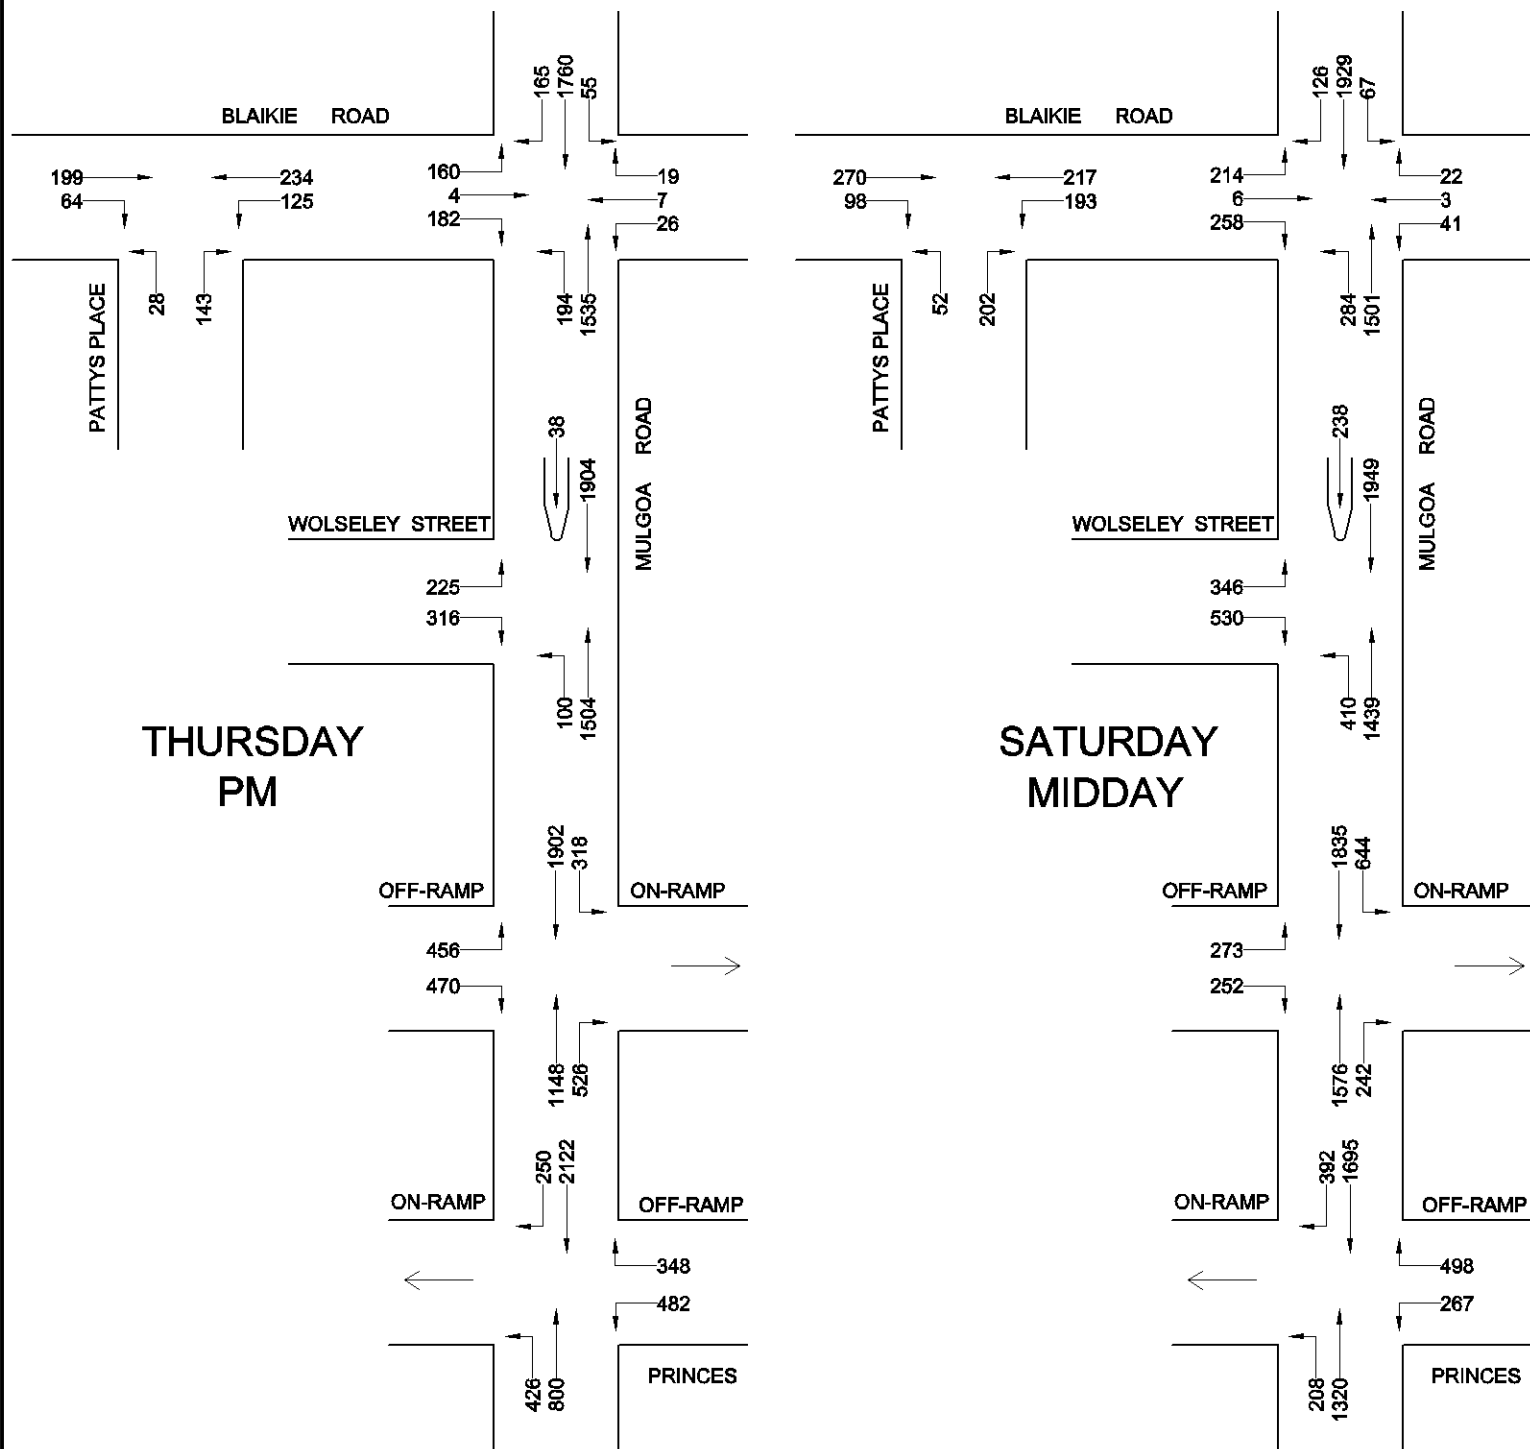 165 1760 55
126 1929 67
BLAIKIE ROAD
BLAIKIE ROAD
199 234 160 19
64 125 4 7
182 26
270 217 214 22
98 193 6 3
258 41
28 143 194 1535
52 202 284 1501
PATTYS PLACE
PATTYS PLACE
38 1904
238 1949
MULGOA ROAD
MULGOA ROAD
WOLSELEY STREET
WOLSELEY STREET
225
316
346
530
100 1504
410 1439
THURSDAY
PM
SATURDAY
MIDDAY
1902 318
1835 644
OFF-RAMP ON-RAMP
OFF-RAMP ON-RAMP
456
470
273
252
1148 526
1576 242
250 2122
392 1695
ON-RAMP OFF-RAMP
ON-RAMP OFF-RAMP
348
482
498
267
426 800
208 1320
PRINCES
PRINCES